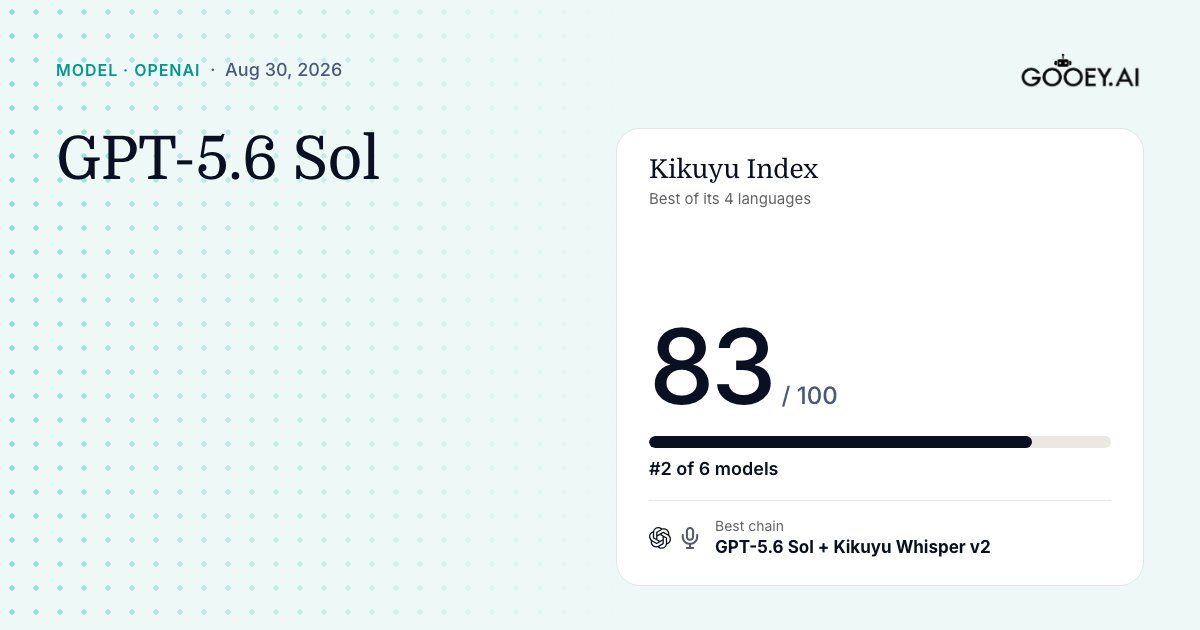 MODEL · OPENAI · Aug 30, 2026
GOOEY.AI
GPT-5.6 Sol
Kikuyu Index
Best of its 4 languages
83 / 100
#2 of 6 models
Best chain
GPT-5.6 Sol + Kikuyu Whisper v2